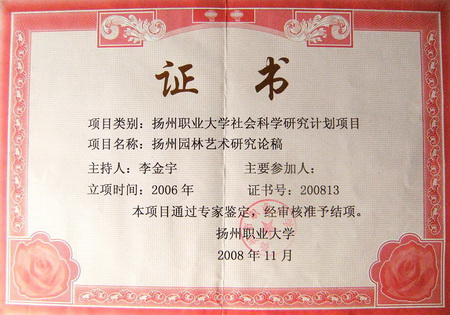 证书
项目类别：扬州职业大学社会科学研究计划项目
项目名称：扬州园林艺术研究论稿
主持人：李金宇 主要参加人：
立项时间：2006年 证书号：200813
本项目通过专家鉴定，经审核准予结项。
扬州职业大学
2008年11月